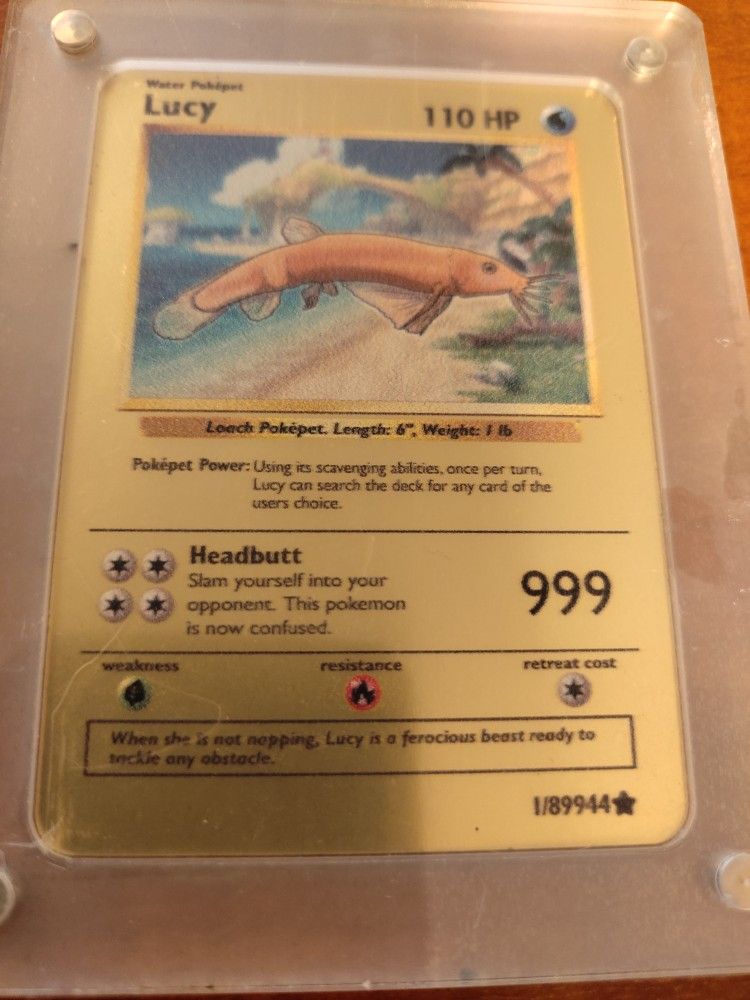 Water Poképet
Lucy 110 HP
Loach Poképet. Length: 6", Weight: 1 lb
Poképet Power: Using its scavenging abilities, once per turn,
Lucy can search the deck for any card of the
users choice.
Headbutt
Slam yourself into your
opponent. This pokemon
is now confused.
999
weakness resistance retreat cost
When she is not napping, Lucy is a ferocious beast ready to
tackle any obstacle.
1/89944★